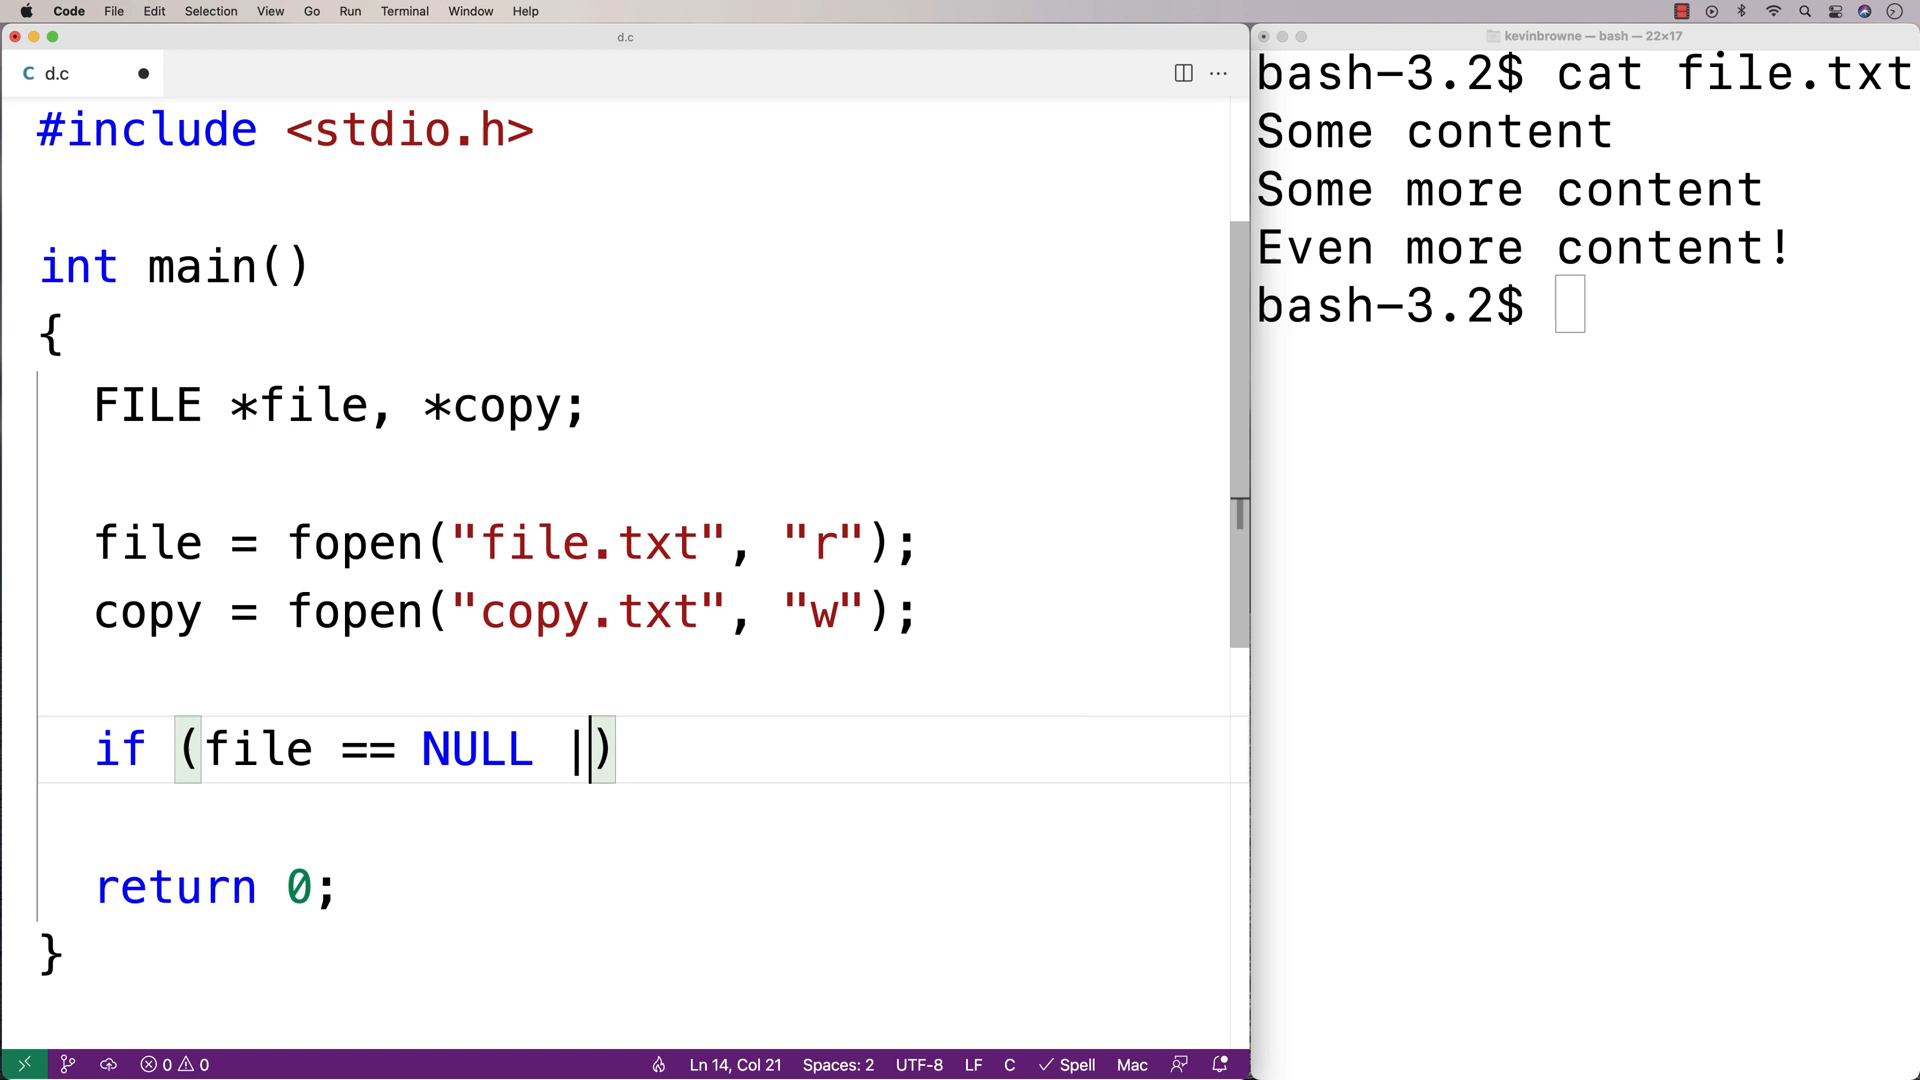 Code File Edit Selection View Go Run Terminal Window Help
d.c
C d.c
#include <stdio.h>
int main()
{
FILE *file, *copy;
file = fopen("file.txt", "r");
copy = fopen("copy.txt", "w");
if (file == NULL |)
return 0;
}
0 0 Ln 14, Col 21 Spaces: 2 UTF-8 LF C Spell Mac
kevinbrowne — bash — 22×17
bash-3.2$ cat file.txt
Some content
Some more content
Even more content!
bash-3.2$